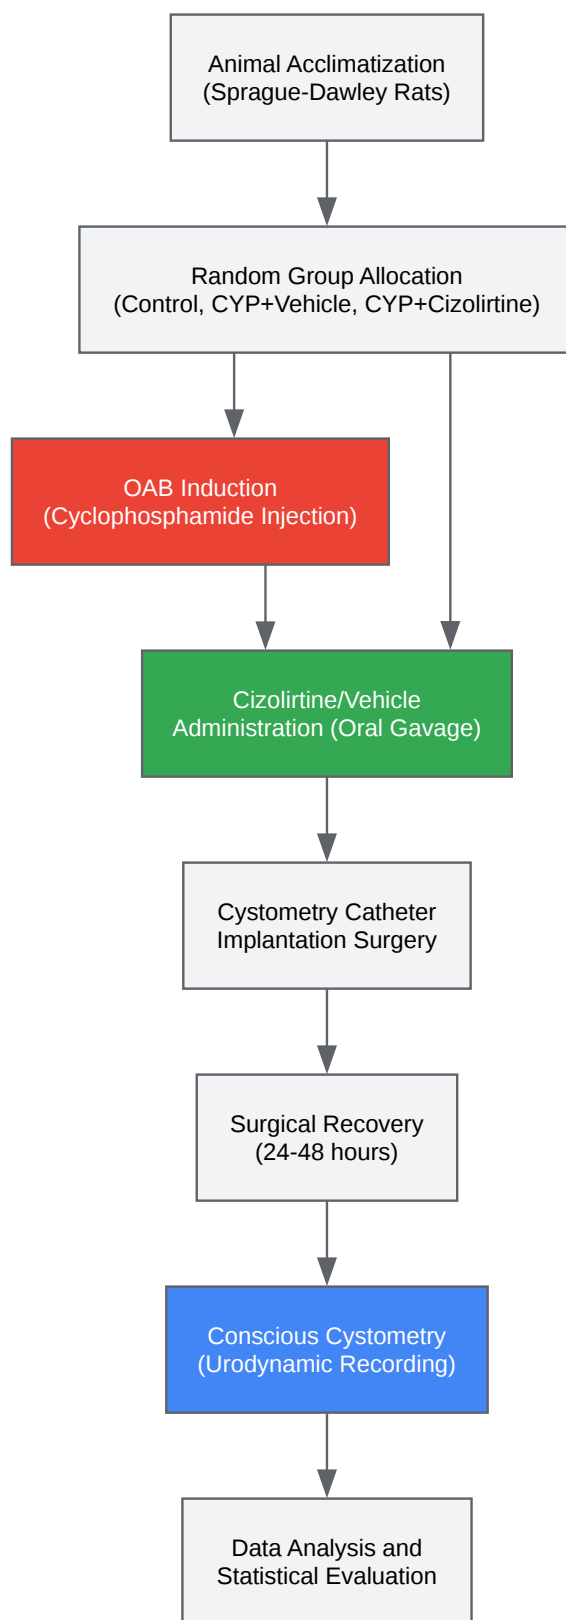 Animal Acclimatization
(Sprague-Dawley Rats)
Random Group Allocation
(Control, CYP+Vehicle, CYP+Cizolirtine)
OAB Induction
(Cyclophosphamide Injection)
Cizolirtine/Vehicle
Administration (Oral Gavage)
Cystometry Catheter
Implantation Surgery
Surgical Recovery
(24-48 hours)
Conscious Cystometry
(Urodynamic Recording)
Data Analysis and
Statistical Evaluation